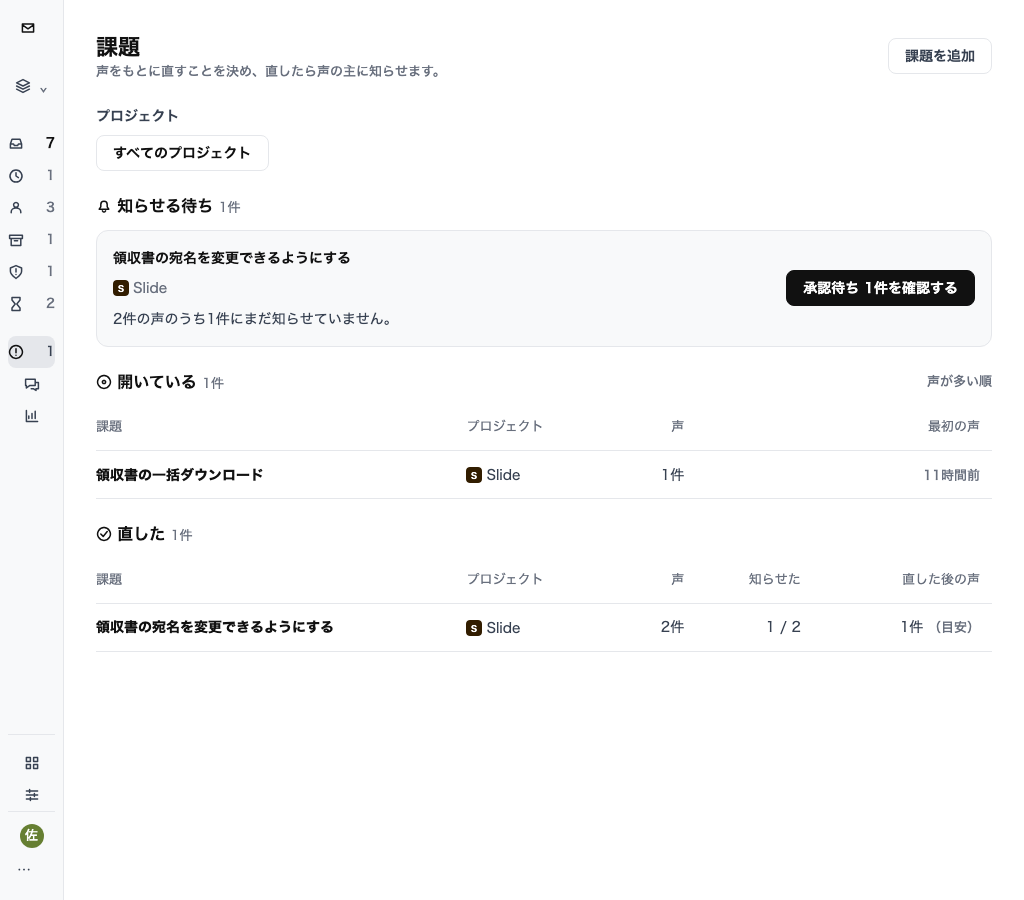 課題
声をもとに直すことを決め、直したら声の主に知らせます。
課題を追加
プロジェクト
すべてのプロジェクト
7
1
3
1
1
2
1
知らせる待ち 1件
領収書の宛名を変更できるようにする
S Slide
2件の声のうち1件にまだ知らせていません。
承認待ち 1件を確認する
開いている 1件
声が多い順
課題 プロジェクト 声 最初の声
領収書の一括ダウンロード S Slide 1件 11時間前
直した 1件
課題 プロジェクト 声 知らせた 直した後の声
領収書の宛名を変更できるようにする S Slide 2件 1 / 2 1件 （目安）
佐
…